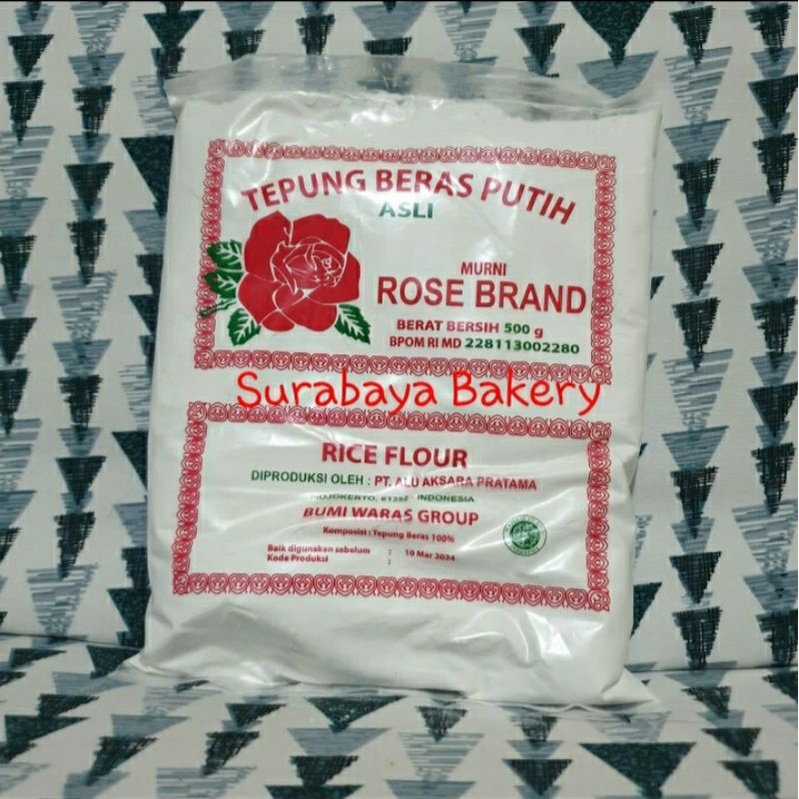 TEPUNG BERAS PUTIH
ASLI
MURNI
ROSE BRAND
BERAT BERSIH 500 g
BPOM RI MD 228113002280
Surabaya Bakery
RICE FLOUR
DIPRODUKSI OLEH : PT. AKSARA PRATAMA
MOJOKERTO, INDONESIA
BUMI WARAS GROUP
Komposisi : Tepung Beras 100%
Baik digunakan sebelum : 10 Mar 2024
Kode Produksi :